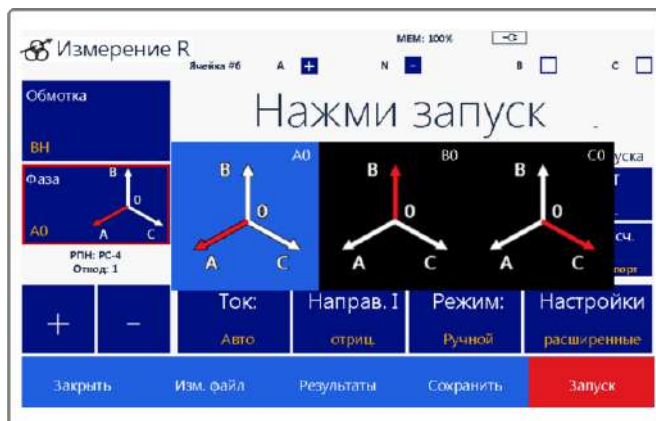 Измерение R
MEM: 100%
Ячейка #6 A + N - B C
Обмотка
ВН
Нажми запуск
-
уска
Фаза
B
0
A C
A0
A0
B
0
A C
B0
B
0
A C
C0
B
0
A C
сч.
порт
РПН: РС-4
Отвод: 1
+ -
Ток:
Авто
Направ. I
отриц.
Режим:
Ручной
Настройки
расширенные
Закрыть Изм. файл Результаты Сохранить Запуск